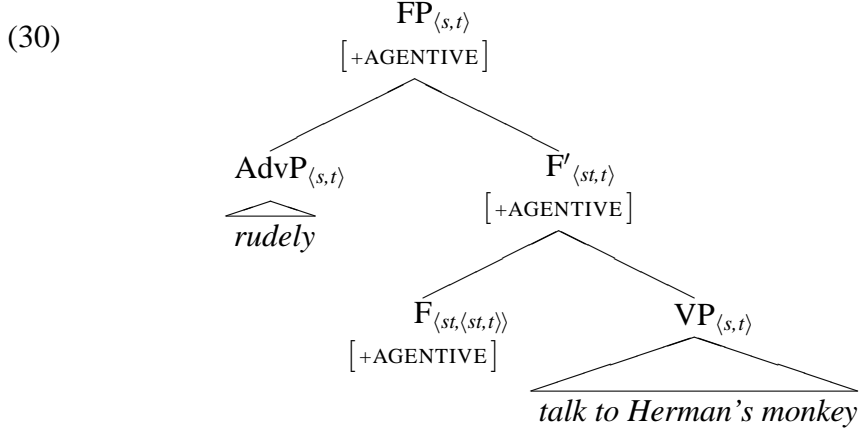 (30)
FP⟨s,t⟩
[+AGENTIVE]
AdvP⟨s,t⟩ F′⟨st,t⟩
[+AGENTIVE]
rudely
F⟨st,⟨st,t⟩⟩ VP⟨s,t⟩
[+AGENTIVE]
talk to Herman's monkey